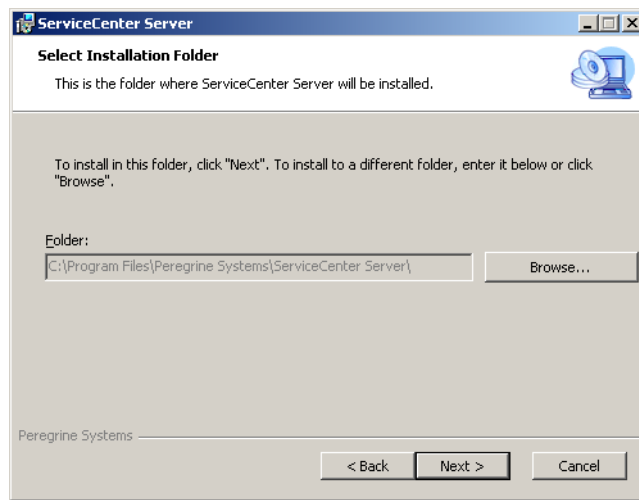 ServiceCenter Server
Select Installation Folder
This is the folder where ServiceCenter Server will be installed.
To install in this folder, click "Next". To install to a different folder, enter it below or click
"Browse".
Folder:
C:\Program Files\Peregrine Systems\ServiceCenter Server\
Browse...
Peregrine Systems
< Back
Next >
Cancel